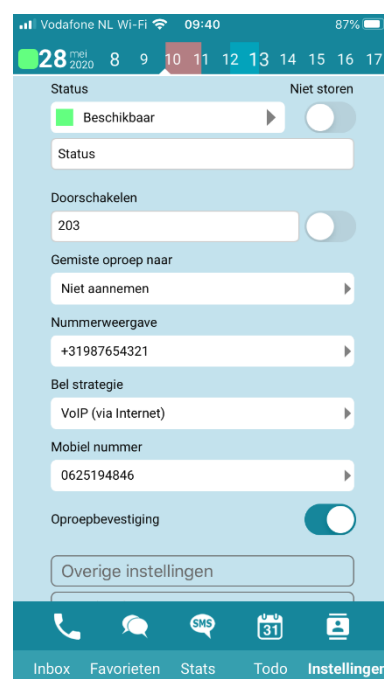 Vodafone NL Wi-Fi 09:40 87%
28 mei 2020 8 9 10 11 12 13 14 15 16 17
Status Niet storen
Beschikbaar
Status
Doorschakelen
203
Gemiste oproep naar
Niet aannemen
Nummerweergave
+31987654321
Bel strategie
VoIP (via Internet)
Mobiel nummer
0625194846
Oproepbevestiging
Overige instellingen
SMS 31
Inbox Favorieten Stats Todo Instellingen